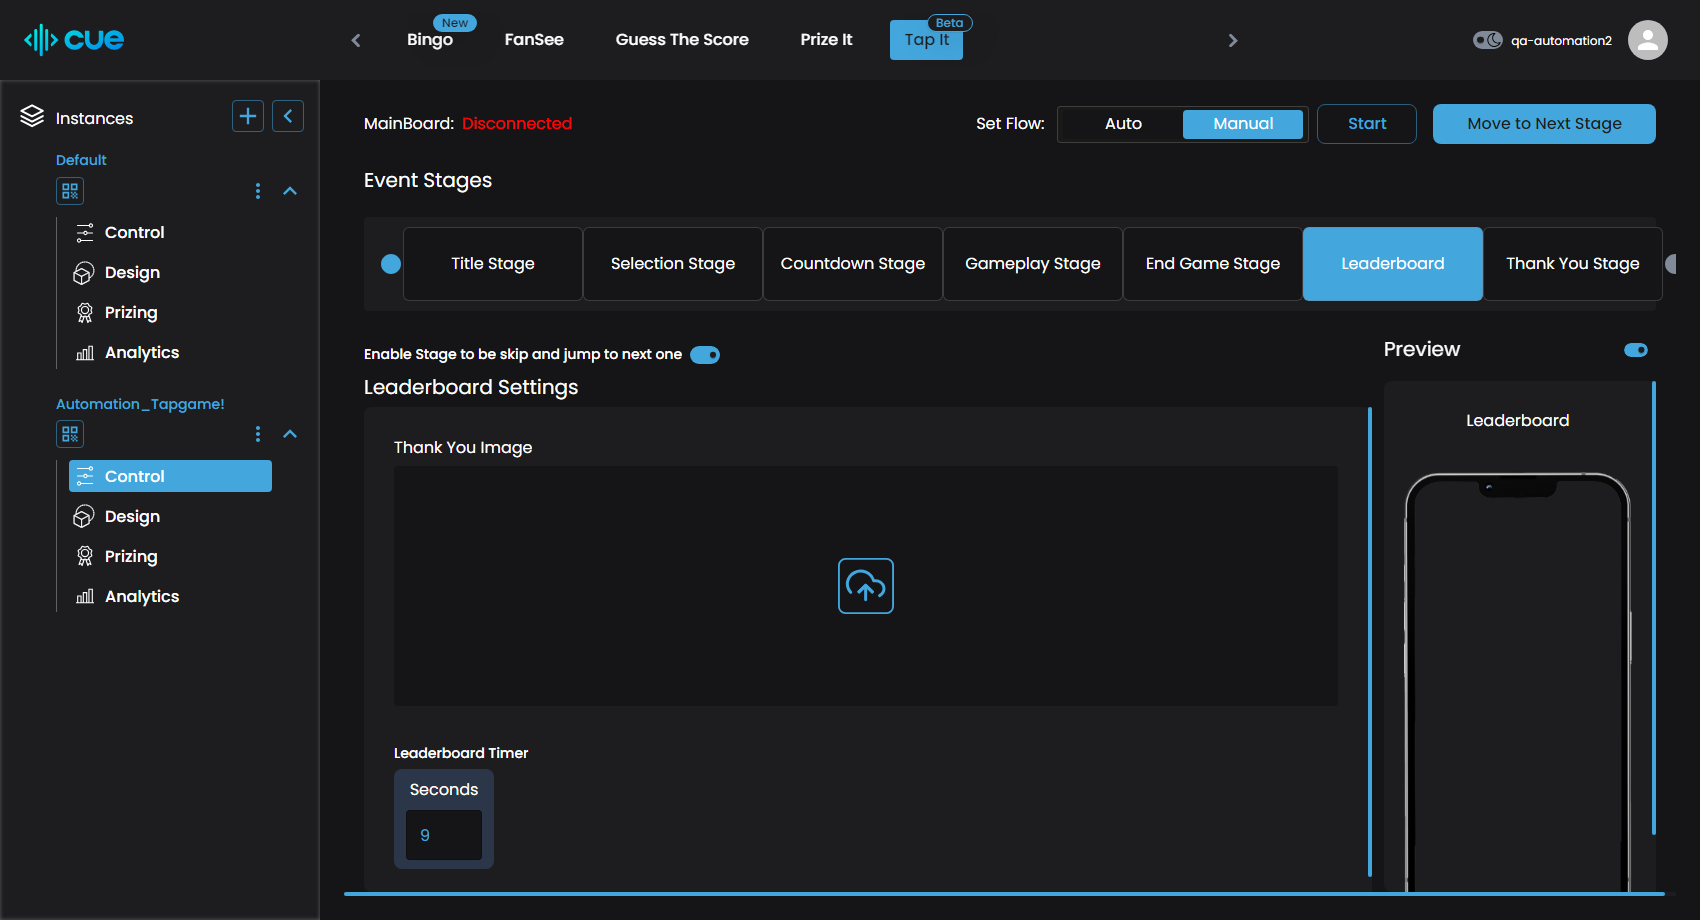 cue
Bingo New FanSee Guess The Score Prize It Tap It Beta
qa-automation2
Instances
Default
Control
Design
Prizing
Analytics
Automation_Tapgame!
Control
Design
Prizing
Analytics
MainBoard: Disconnected
Set Flow: Auto Manual Start Move to Next Stage
Event Stages
Title Stage Selection Stage Countdown Stage Gameplay Stage End Game Stage Leaderboard Thank You Stage
Enable Stage to be skip and jump to next one
Leaderboard Settings
Thank You Image
Leaderboard Timer
Seconds
9
Preview
Leaderboard